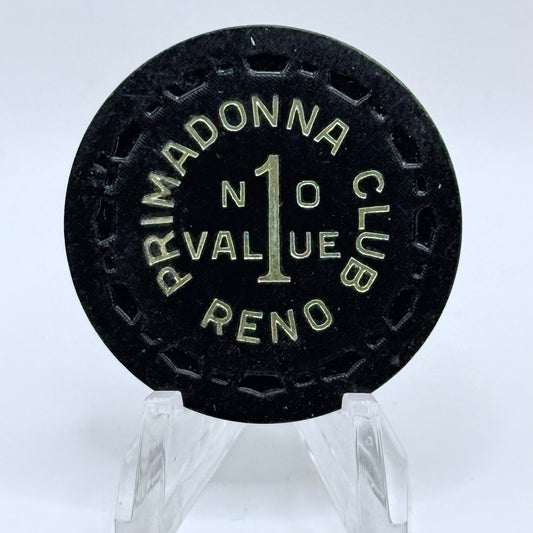 PRIMADONNA CLUB
NO
1
VALUE
RENO